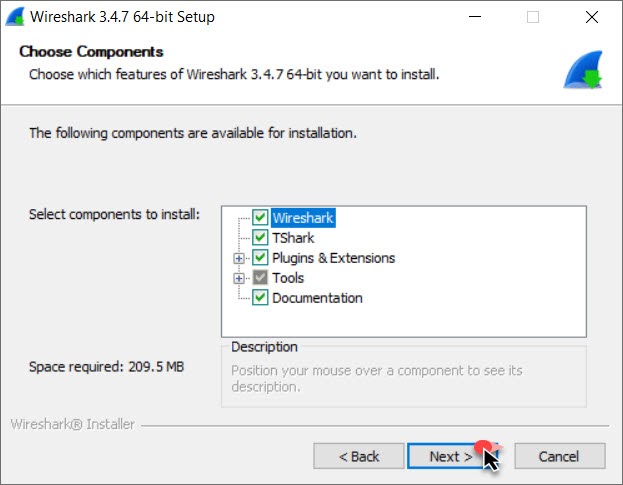 Wireshark 3.4.7 64-bit Setup
Choose Components
Choose which features of Wireshark 3.4.7 64-bit you want to install.
The following components are available for installation.
Select components to install:
Wireshark
TShark
Plugins & Extensions
Tools
Documentation
Space required: 209.5 MB
Description
Position your mouse over a component to see its
description.
Wireshark® Installer
< Back
Next >
Cancel